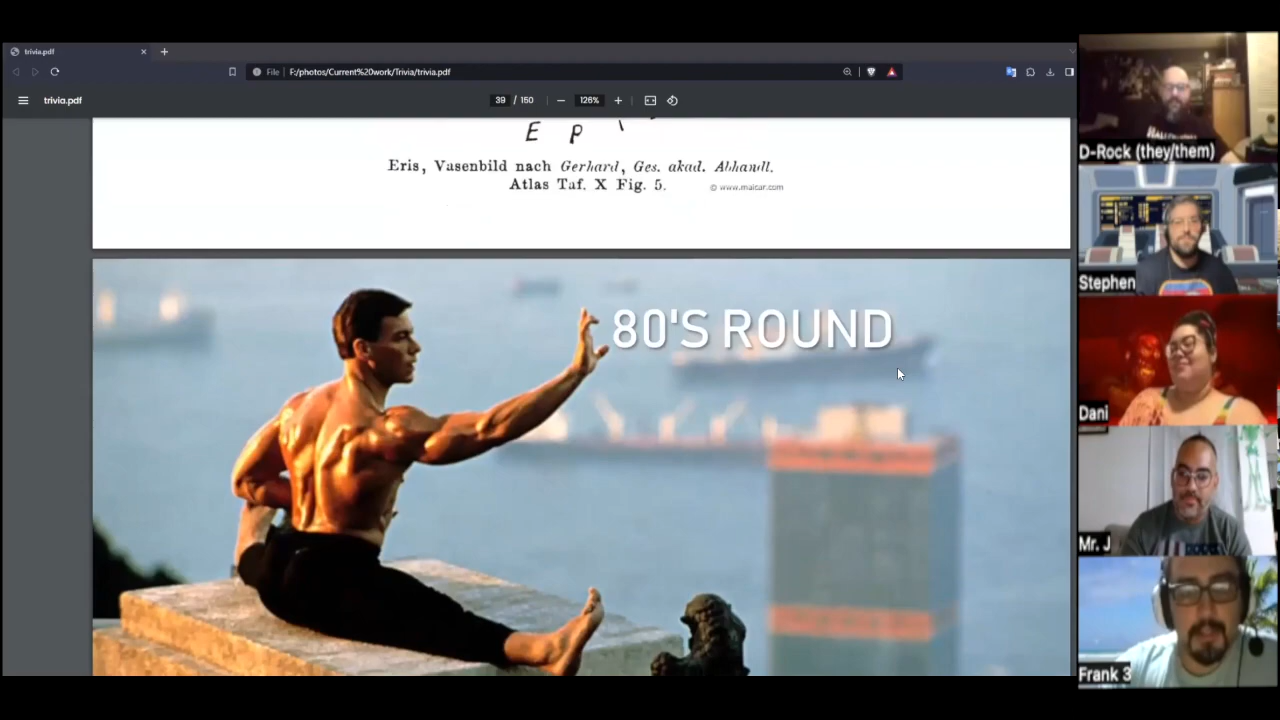 trivia.pdf
File
F:/photos/Current%20work/Trivia/trivia.pdf
trivia.pdf
39 / 150
126%
Ε ρ ι
Eris, Vasenbild nach Gerhard, Ges. akad. Abhandl.
Atlas Taf. X Fig. 5.
© www.maicar.com
80'S ROUND
D-Rock (they/them)
Stephen
Dani
Mr. J
Frank 3